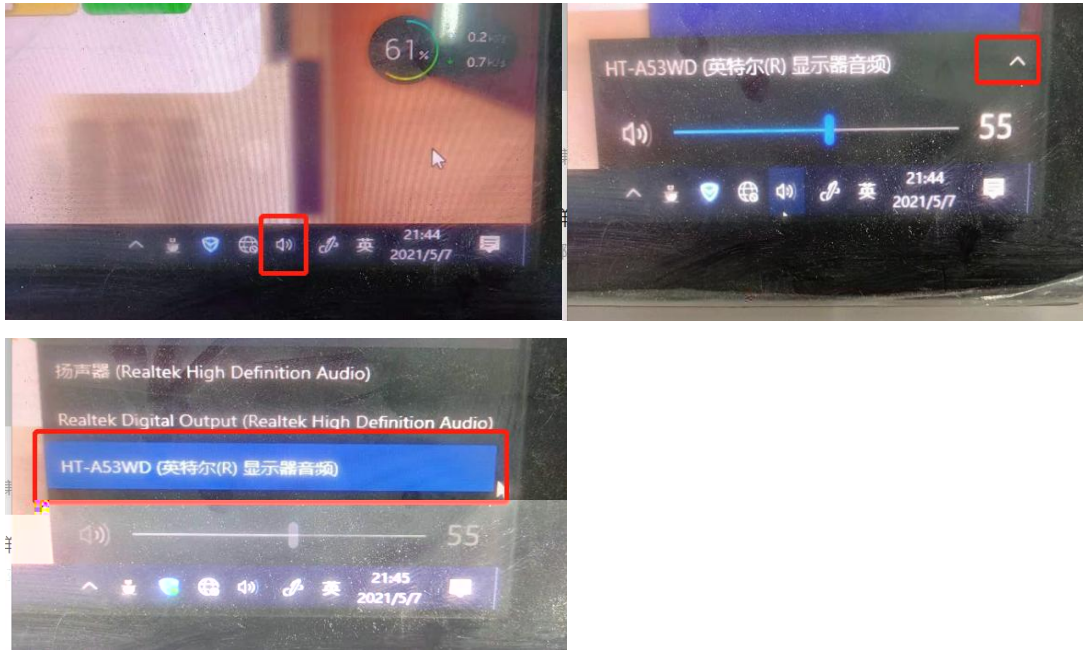 61%
0.2K/s
0.7K/s
英
21:44
2021/5/7
HT-A53WD (英特尔(R) 显示器音频)
55
英
21:44
2021/5/7
扬声器 (Realtek High Definition Audio)
Realtek Digital Output (Realtek High Definition Audio)
HT-A53WD (英特尔(R) 显示器音频)
55
英
21:45
2021/5/7